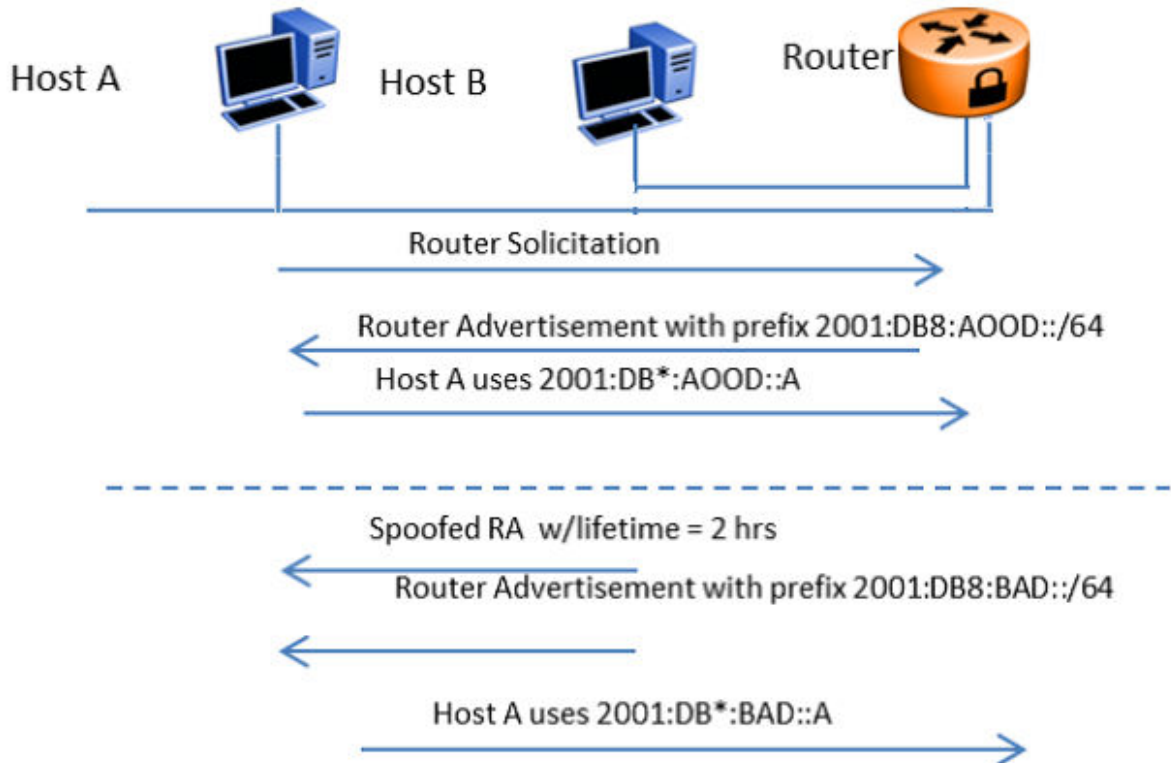 Host A
Host B
Router
Router Solicitation
Router Advertisement with prefix 2001:DB8:AOOD::/64
Host A uses 2001:DB*:AOOD::A
Spoofed RA w/lifetime = 2 hrs
Router Advertisement with prefix 2001:DB8:BAD::/64
Host A uses 2001:DB*:BAD::A